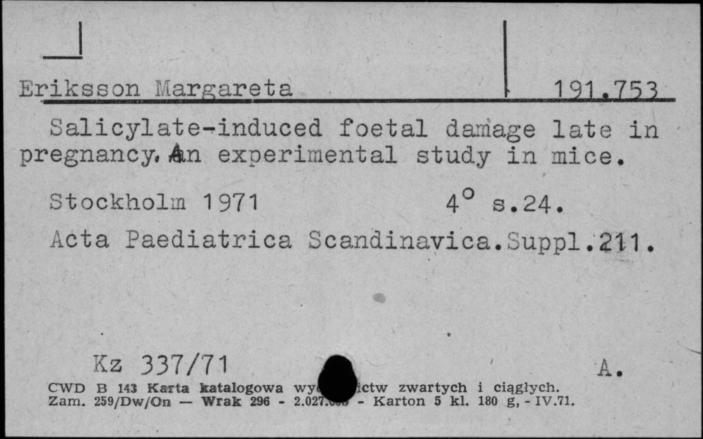 Eriksson Margareta 191.753
Salicylate-induced foetal damage late in
pregnancy. An experimental study in mice.
Stockholm 1971 4° s.24.
Acta Paediatrica Scandinavica.Suppl.211.
Kz 337/71 A.
CWD B 143 Karta katalogowa zwartych i ciągłych.
Zam. 259/Dw/On — Wrak 296 - - Karton 5 kl. 180 g, - IV.71.